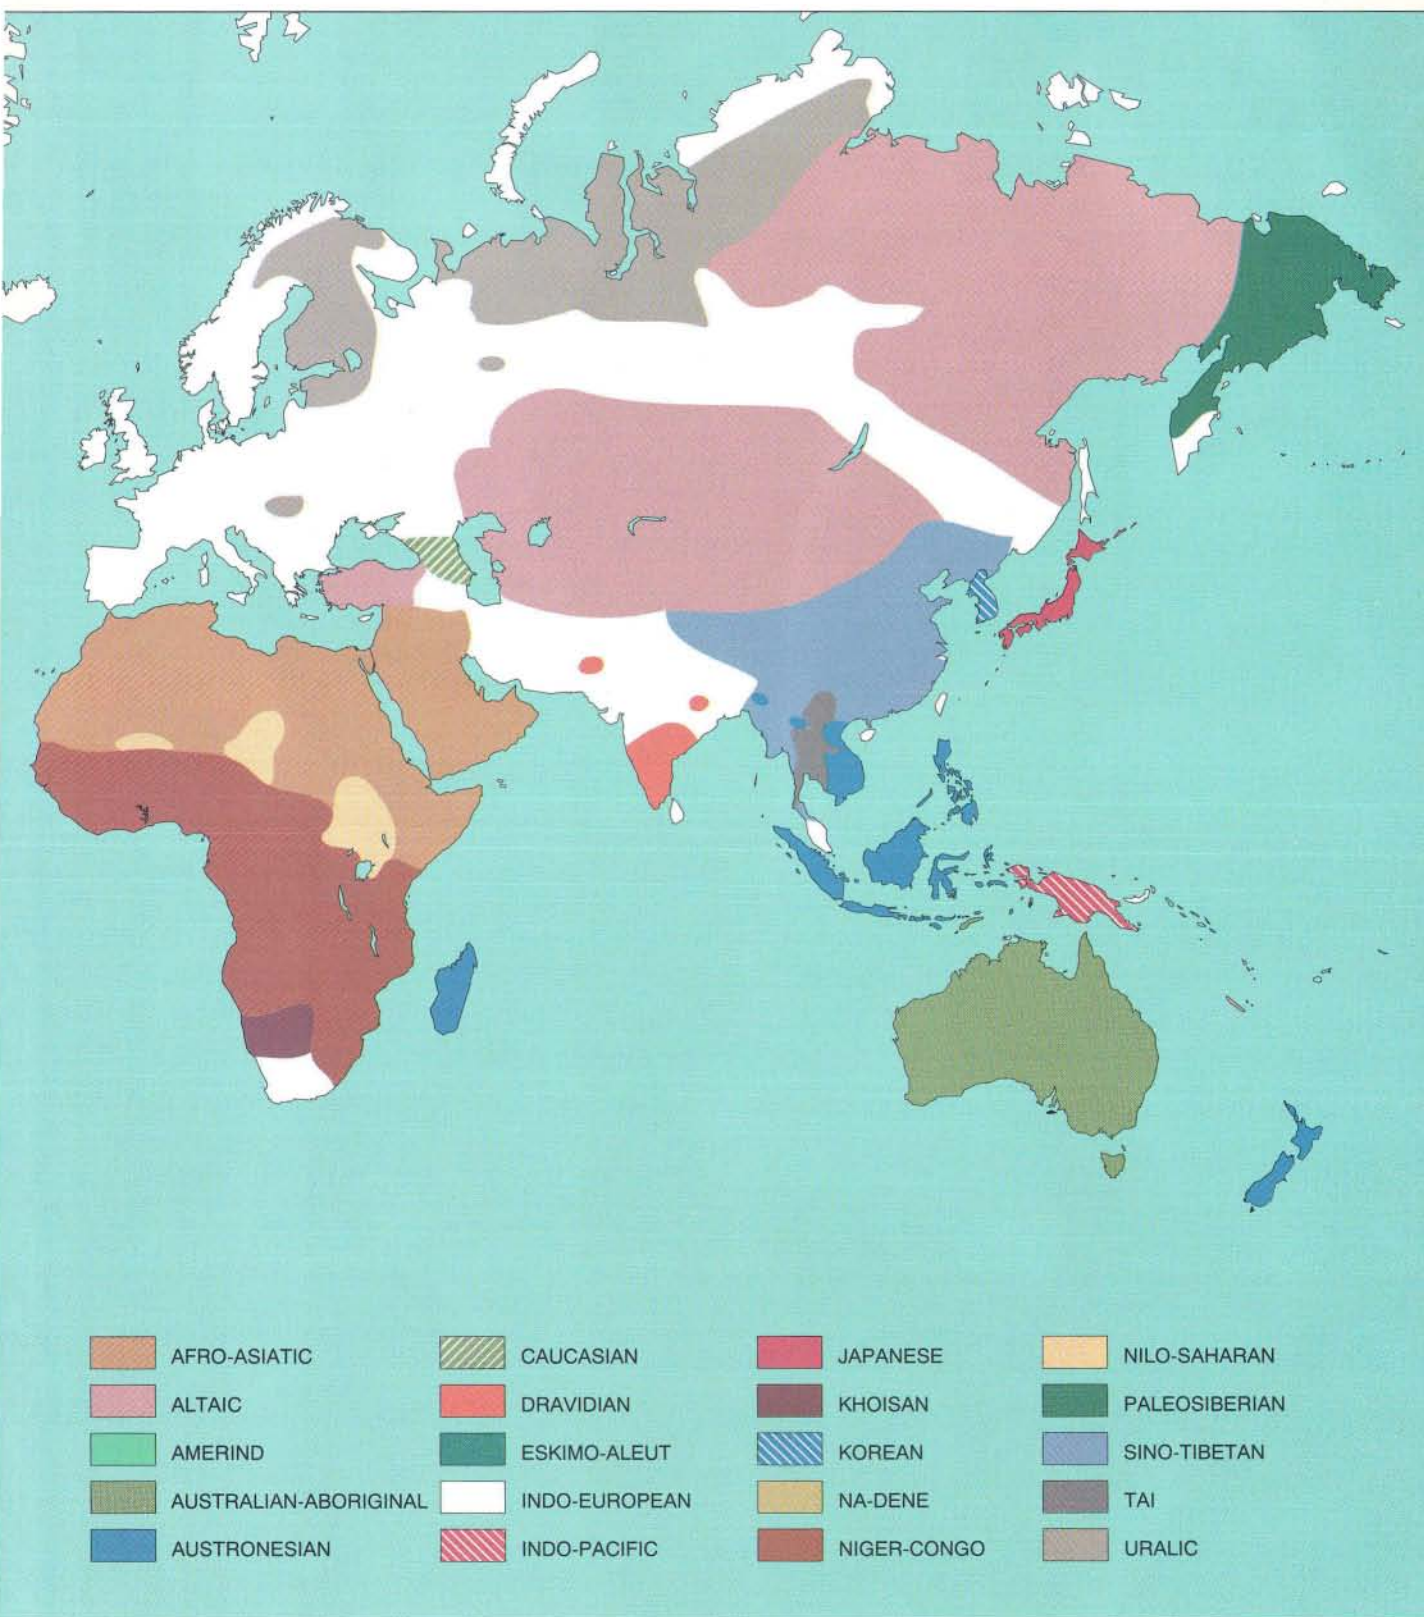 AFRO-ASIATIC
ALTAIC
AMERIND
AUSTRALIAN-ABORIGINAL
AUSTRONESIAN
CAUCASIAN
DRAVIDIAN
ESKIMO-ALEUT
INDO-EUROPEAN
INDO-PACIFIC
JAPANESE
KHOISAN
KOREAN
NA-DENE
NIGER-CONGO
NILO-SAHARAN
PALEOSIBERIAN
SINO-TIBETAN
TAI
URALIC